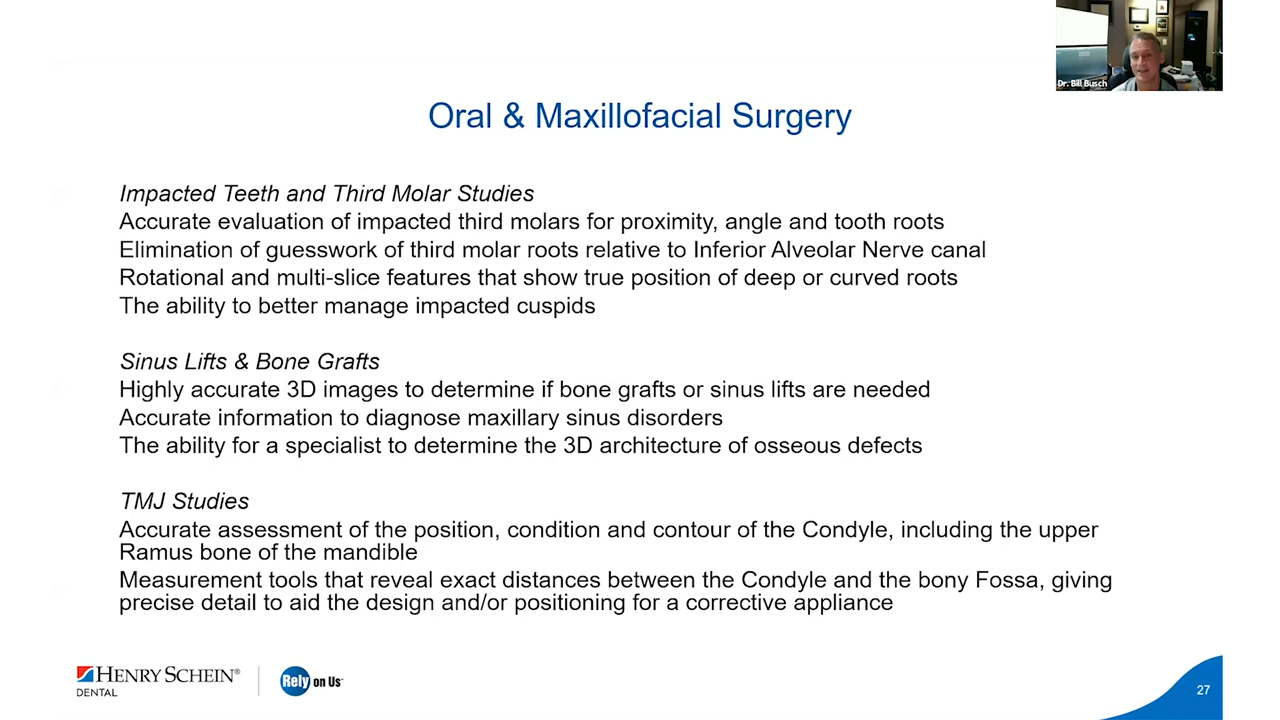 Dr. Bill Busch
Oral & Maxillofacial Surgery
Impacted Teeth and Third Molar Studies
Accurate evaluation of impacted third molars for proximity, angle and tooth roots
Elimination of guesswork of third molar roots relative to Inferior Alveolar Nerve canal
Rotational and multi-slice features that show true position of deep or curved roots
The ability to better manage impacted cuspids
Sinus Lifts & Bone Grafts
Highly accurate 3D images to determine if bone grafts or sinus lifts are needed
Accurate information to diagnose maxillary sinus disorders
The ability for a specialist to determine the 3D architecture of osseous defects
TMJ Studies
Accurate assessment of the position, condition and contour of the Condyle, including the upper
Ramus bone of the mandible
Measurement tools that reveal exact distances between the Condyle and the bony Fossa, giving
precise detail to aid the design and/or positioning for a corrective appliance
HENRY SCHEIN®
DENTAL
Rely on Us
27